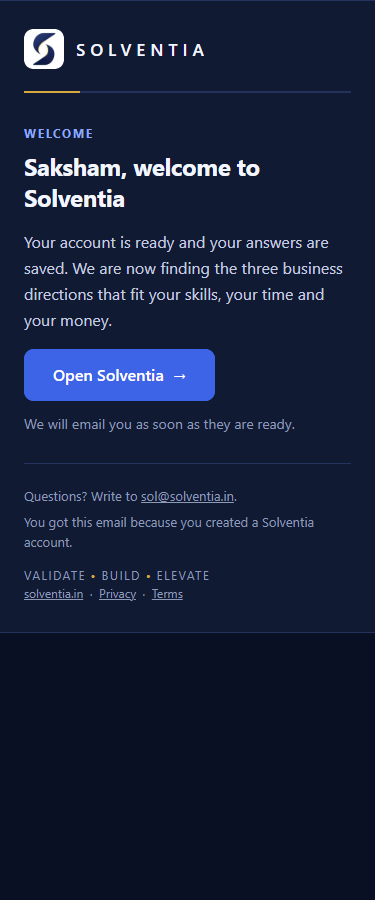 SOLVENTIA
WELCOME
Saksham, welcome to
Solventia
Your account is ready and your answers are
saved. We are now finding the three business
directions that fit your skills, your time and
your money.
Open Solventia →
We will email you as soon as they are ready.
Questions? Write to sol@solventia.in.
You got this email because you created a Solventia
account.
VALIDATE • BUILD • ELEVATE
solventia.in · Privacy · Terms